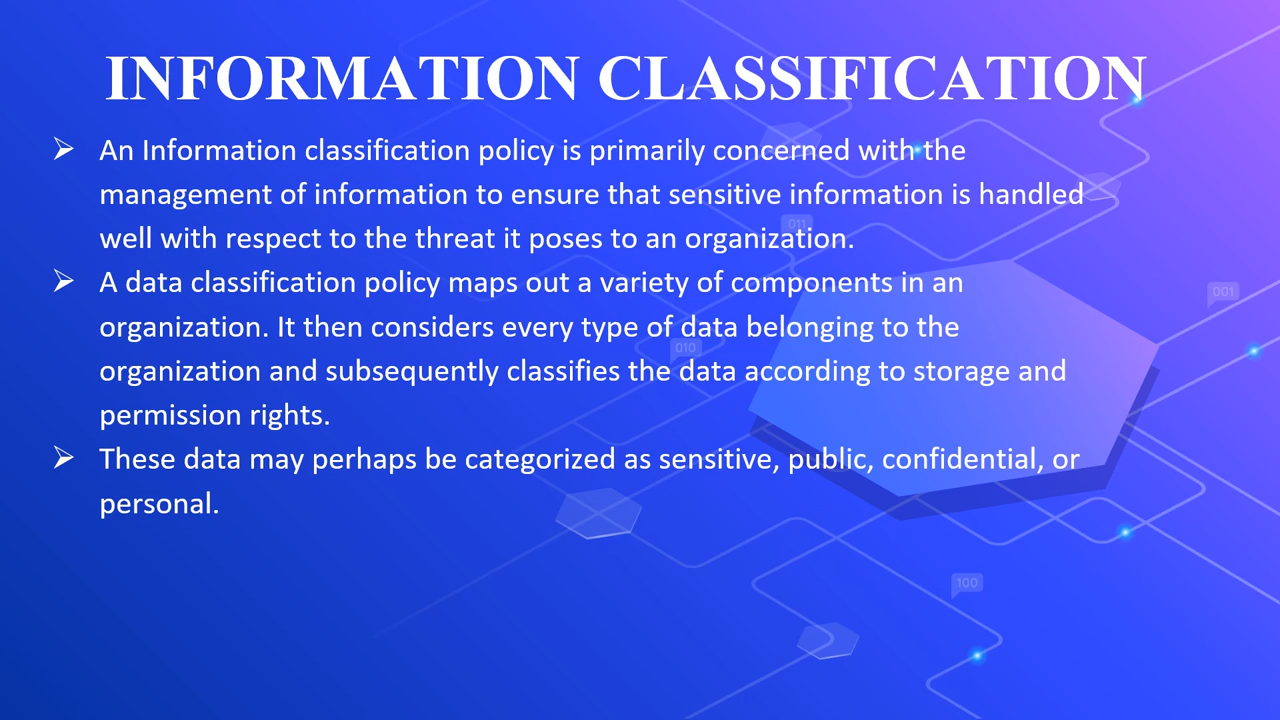 INFORMATION CLASSIFICATION
➢ An Information classification policy is primarily concerned with the
management of information to ensure that sensitive information is handled
well with respect to the threat it poses to an organization.
➢ A data classification policy maps out a variety of components in an
organization. It then considers every type of data belonging to the
organization and subsequently classifies the data according to storage and
permission rights.
➢ These data may perhaps be categorized as sensitive, public, confidential, or
personal.
011
001
010
100